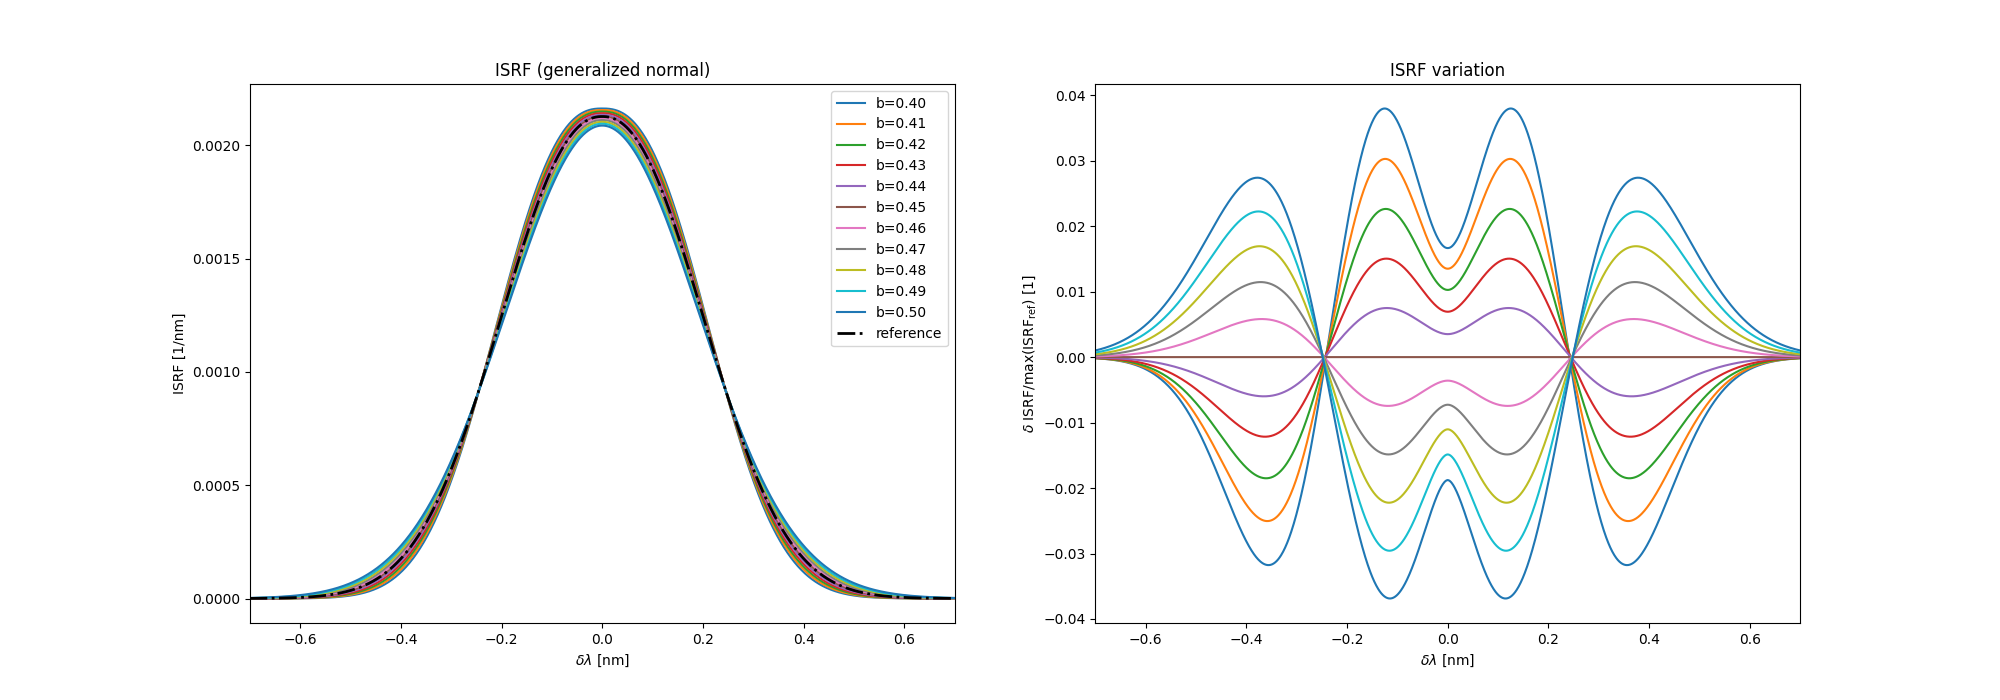 ISRF (generalized normal)
ISRF [1/nm]
0.0020
0.0015
0.0010
0.0005
0.0000
b=0.40
b=0.41
b=0.42
b=0.43
b=0.44
b=0.45
b=0.46
b=0.47
b=0.48
b=0.49
b=0.50
reference
−0.6 −0.4 −0.2 0.0 0.2 0.4 0.6
δλ [nm]
ISRF variation
δ ISRF/max(ISRF_ref) [1]
0.04
0.03
0.02
0.01
0.00
−0.01
−0.02
−0.03
−0.04
−0.6 −0.4 −0.2 0.0 0.2 0.4 0.6
δλ [nm]